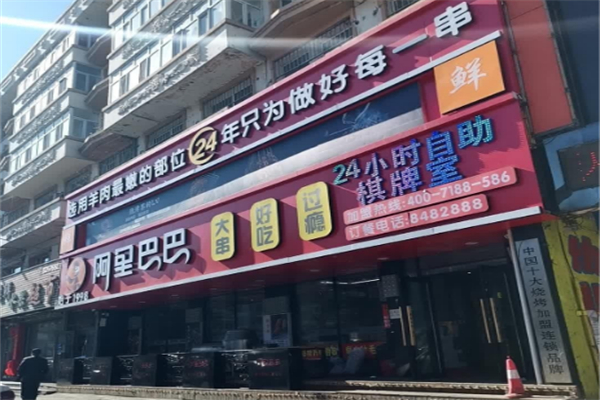 选用羊肉最嫩的部位24年只为做好每一串
鲜
阿里巴巴
大串
好吃
过瘾
24小时自助
棋牌室
加盟热线:400-7188-586
订餐电话:8482888
中国十大烧烤加盟连锁品牌